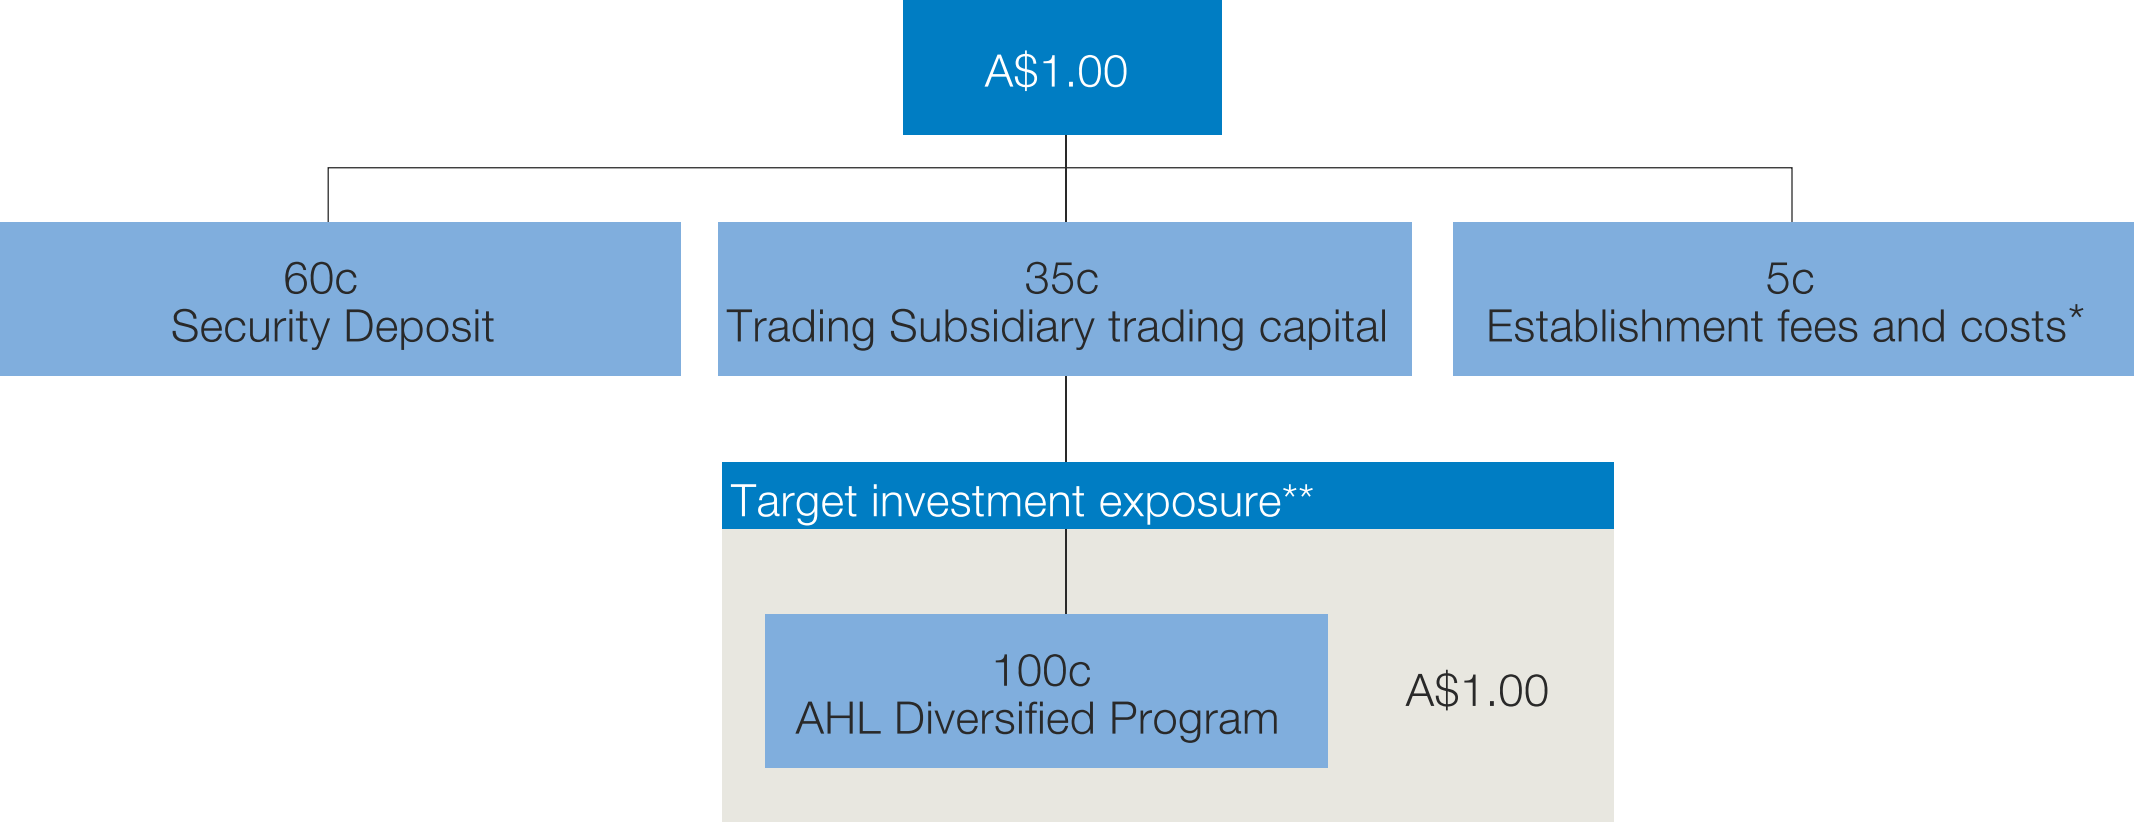 A$1.00
60c
Security Deposit
35c
Trading Subsidiary trading capital
5c
Establishment fees and costs*
Target investment exposure**
100c
AHL Diversified Program
A$1.00